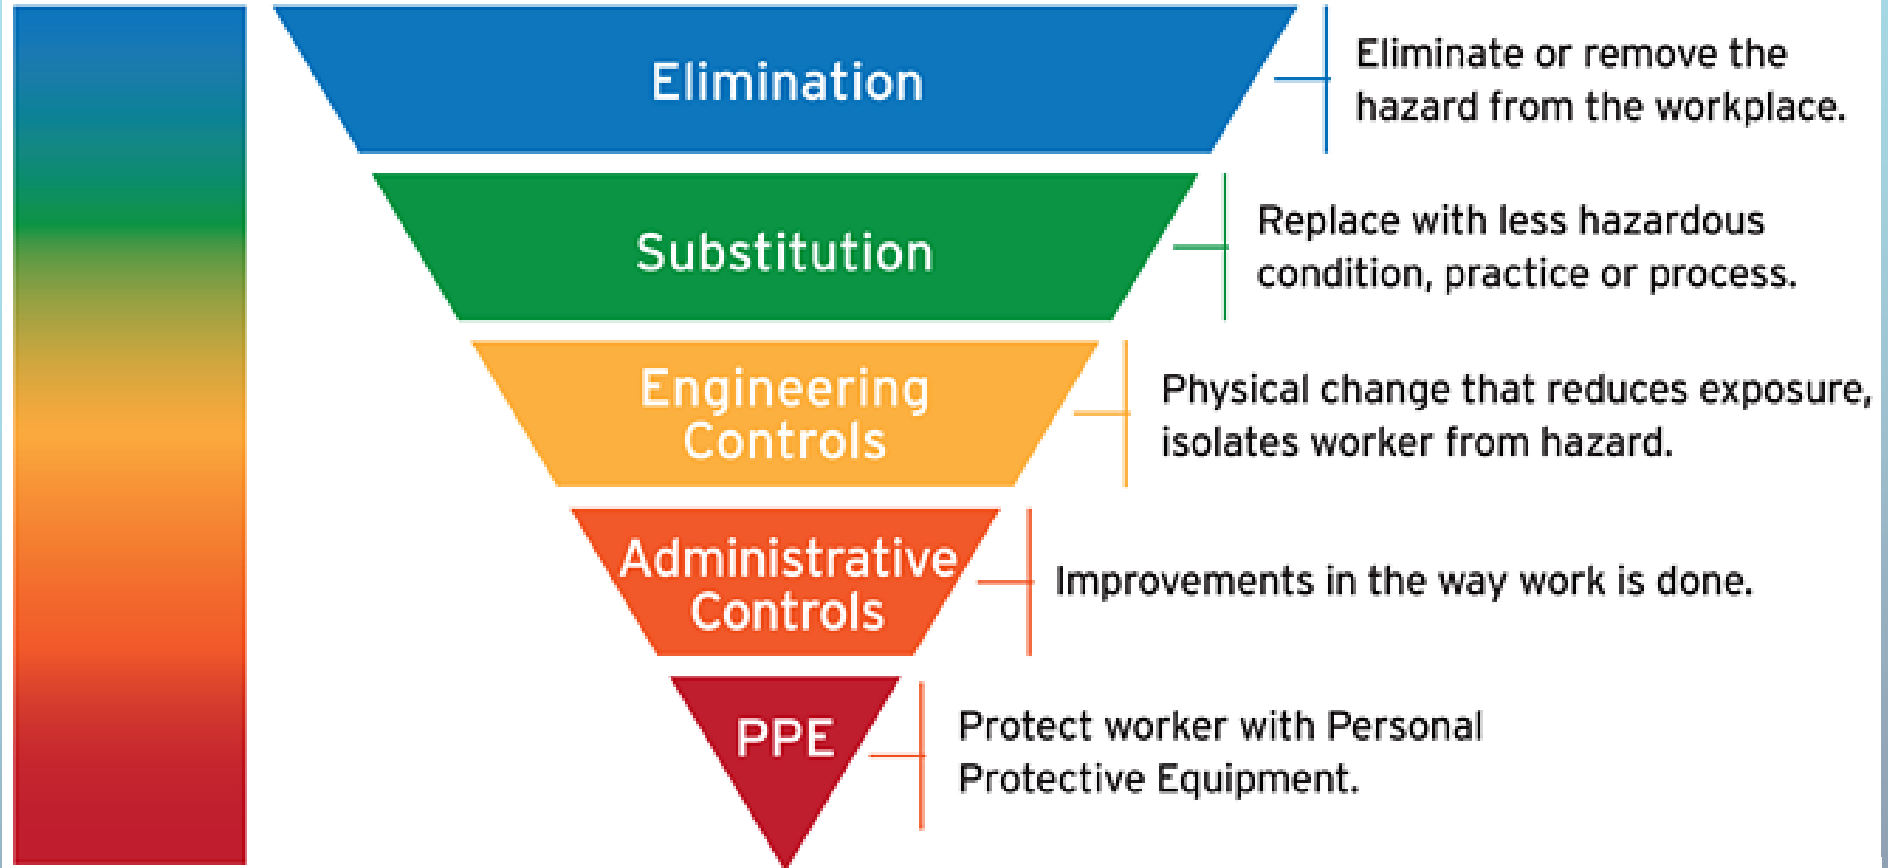 Elimination
Eliminate or remove the
hazard from the workplace.
Substitution
Replace with less hazardous
condition, practice or process.
Engineering
Controls
Physical change that reduces exposure,
isolates worker from hazard.
Administrative
Controls
Improvements in the way work is done.
PPE
Protect worker with Personal
Protective Equipment.